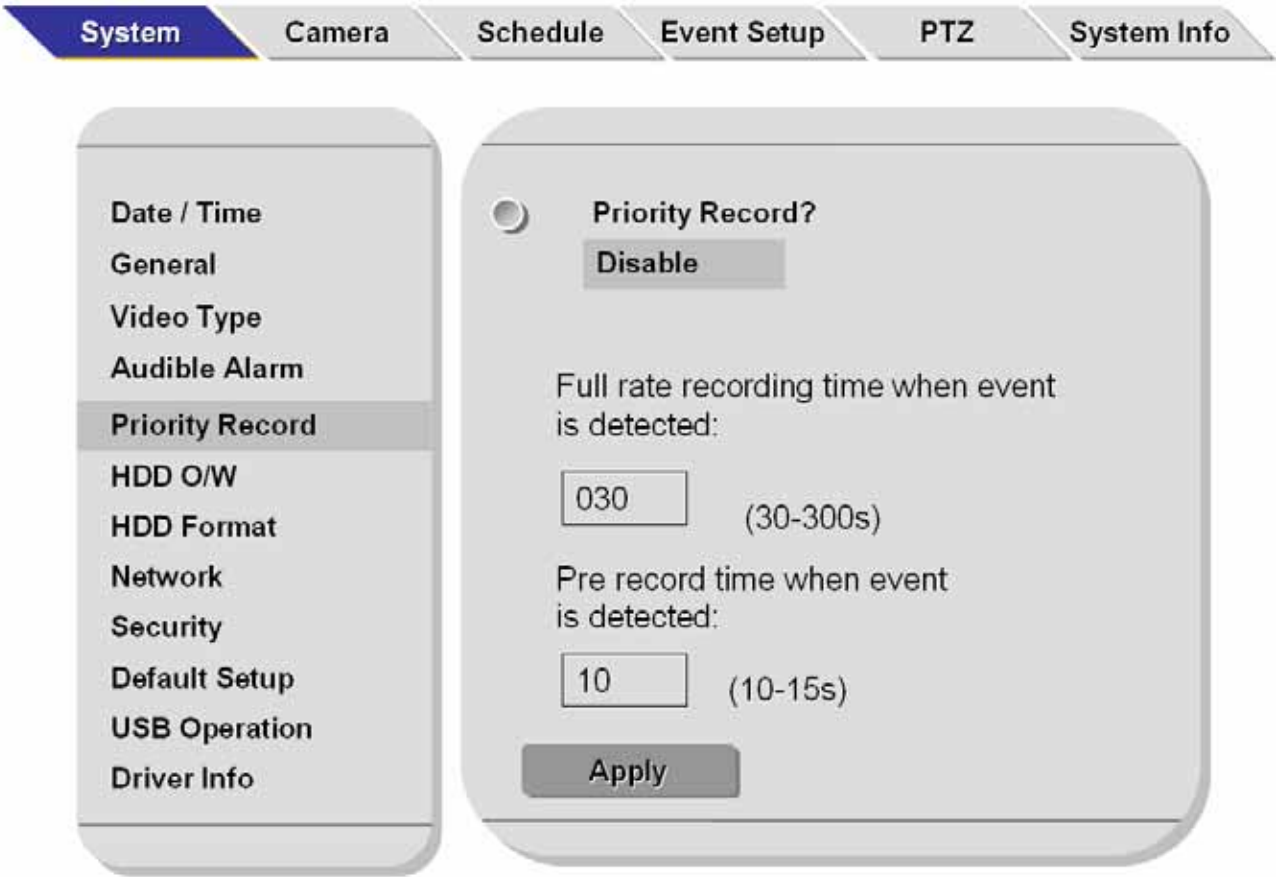 System Camera Schedule Event Setup PTZ System Info
Date / Time
General
Video Type
Audible Alarm
Priority Record
HDD O/W
HDD Format
Network
Security
Default Setup
USB Operation
Driver Info
Priority Record?
Disable
Full rate recording time when event
is detected:
030 (30-300s)
Pre record time when event
is detected:
10 (10-15s)
Apply